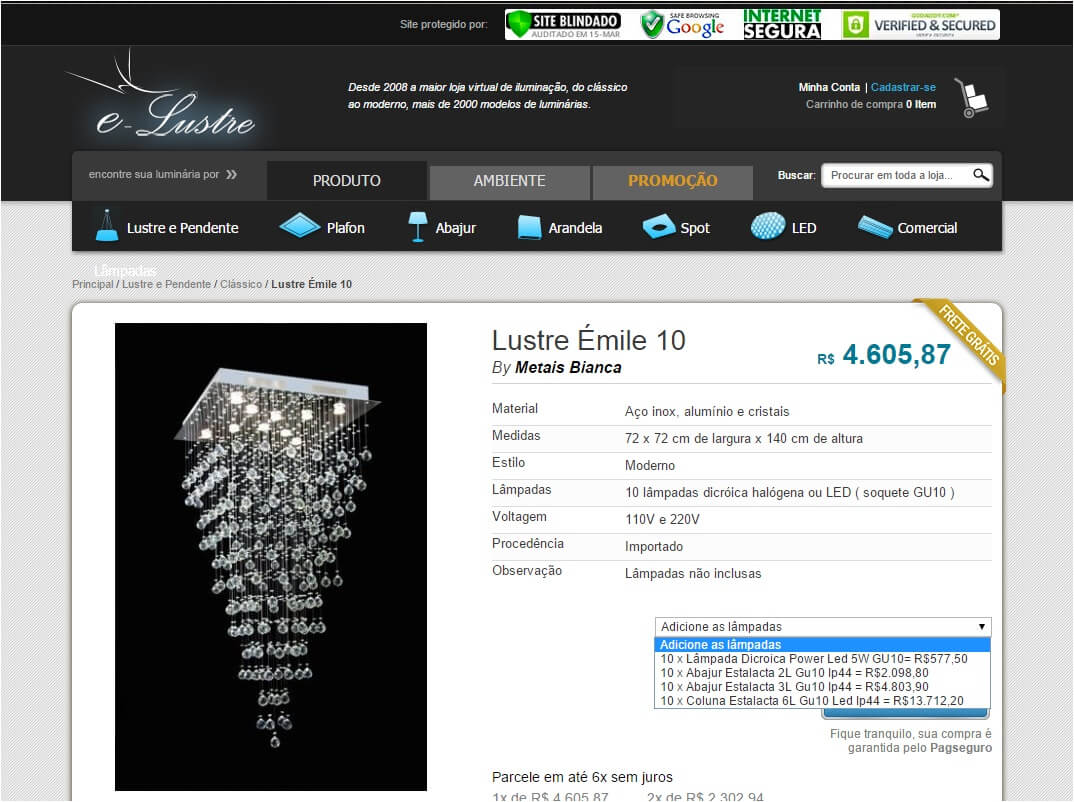 Site protegido por:
SITE BLINDADO
AUDITADO EM 15-MAR
SAFE BROWSING
Google
INTERNET
SEGURA
GODADDY.COM
VERIFIED & SECURED
e-Lustre
Desde 2008 a maior loja virtual de iluminação, do clássico
ao moderno, mais de 2000 modelos de luminárias.
Minha Conta | Cadastrar-se
Carrinho de compra 0 Item
encontre sua luminária por »
PRODUTO
AMBIENTE
PROMOÇÃO
Buscar:
Procurar em toda a loja...
Lustre e Pendente
Plafon
Abajur
Arandela
Spot
LED
Comercial
Lâmpadas
Principal / Lustre e Pendente / Clássico / Lustre Émile 10
Lustre Émile 10
By Metais Bianca
R$ 4.605,87
FRETE GRÁTIS
Material Aço inox, alumínio e cristais
Medidas 72 x 72 cm de largura x 140 cm de altura
Estilo Moderno
Lâmpadas 10 lâmpadas dicróica halógena ou LED ( soquete GU10 )
Voltagem 110V e 220V
Procedência Importado
Observação Lâmpadas não inclusas
Adicione as lâmpadas
Adicione as lâmpadas
10 x Lâmpada Dicroica Power Led 5W GU10= R$577,50
10 x Abajur Estalacta 2L Gu10 Ip44 = R$2.098,80
10 x Abajur Estalacta 3L Gu10 Ip44 = R$4.803,90
10 x Coluna Estalacta 6L Gu10 Led Ip44 = R$13.712,20
Fique tranquilo, sua compra é
garantida pelo Pagseguro
Parcele em até 6x sem juros
1x de R$ 4.605,87 2x de R$ 2.302,94